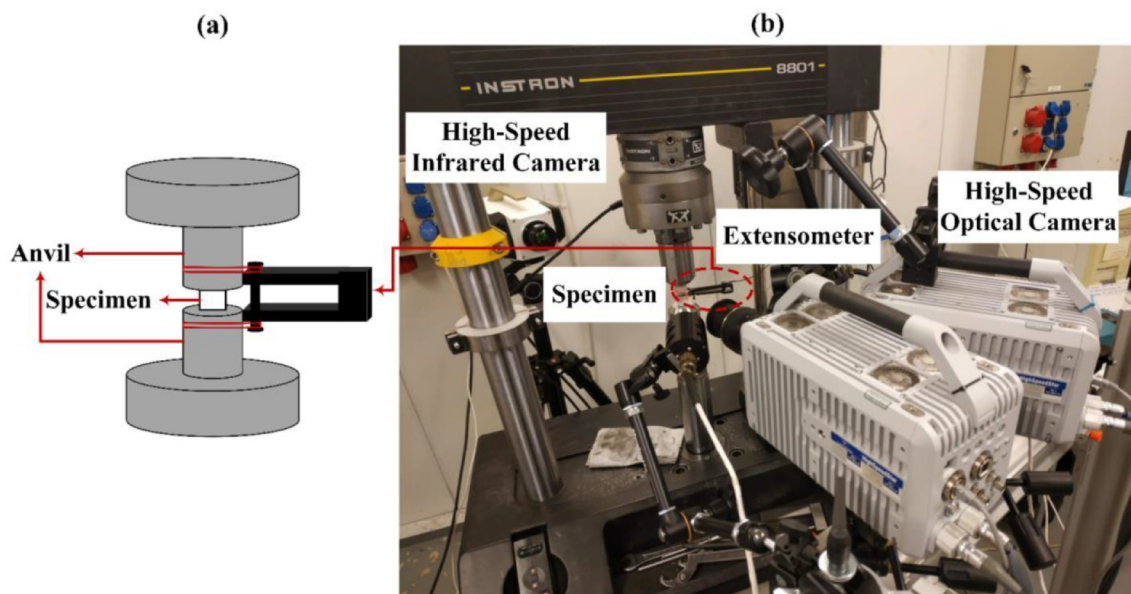 (a)
(b)
INSTRON
8801
High-Speed
Infrared Camera
High-Speed
Optical Camera
Extensometer
Anvil
Specimen
Specimen